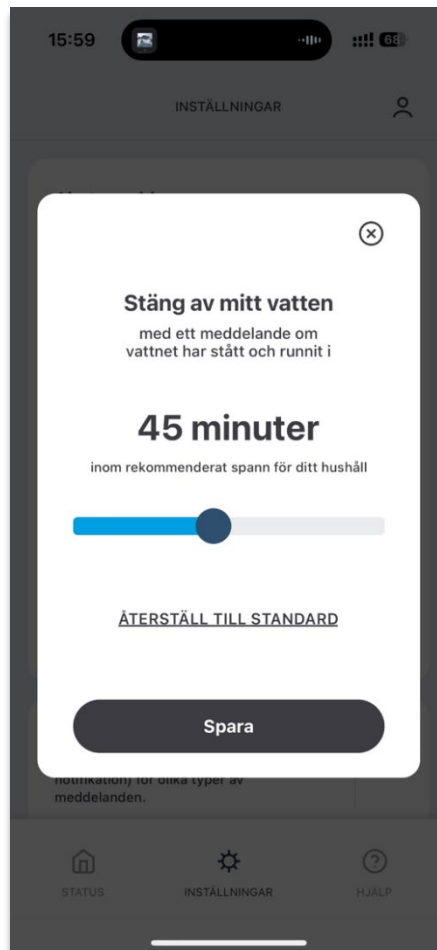 15:59
68
INSTÄLLNINGAR
Stäng av mitt vatten
med ett meddelande om
vattnet har stått och runnit i
45 minuter
inom rekommenderat spann för ditt hushåll
ÅTERSTÄLL TILL STANDARD
Spara
notifikation) för olika typer av
meddelanden.
STATUS
INSTÄLLNINGAR
HJÄLP